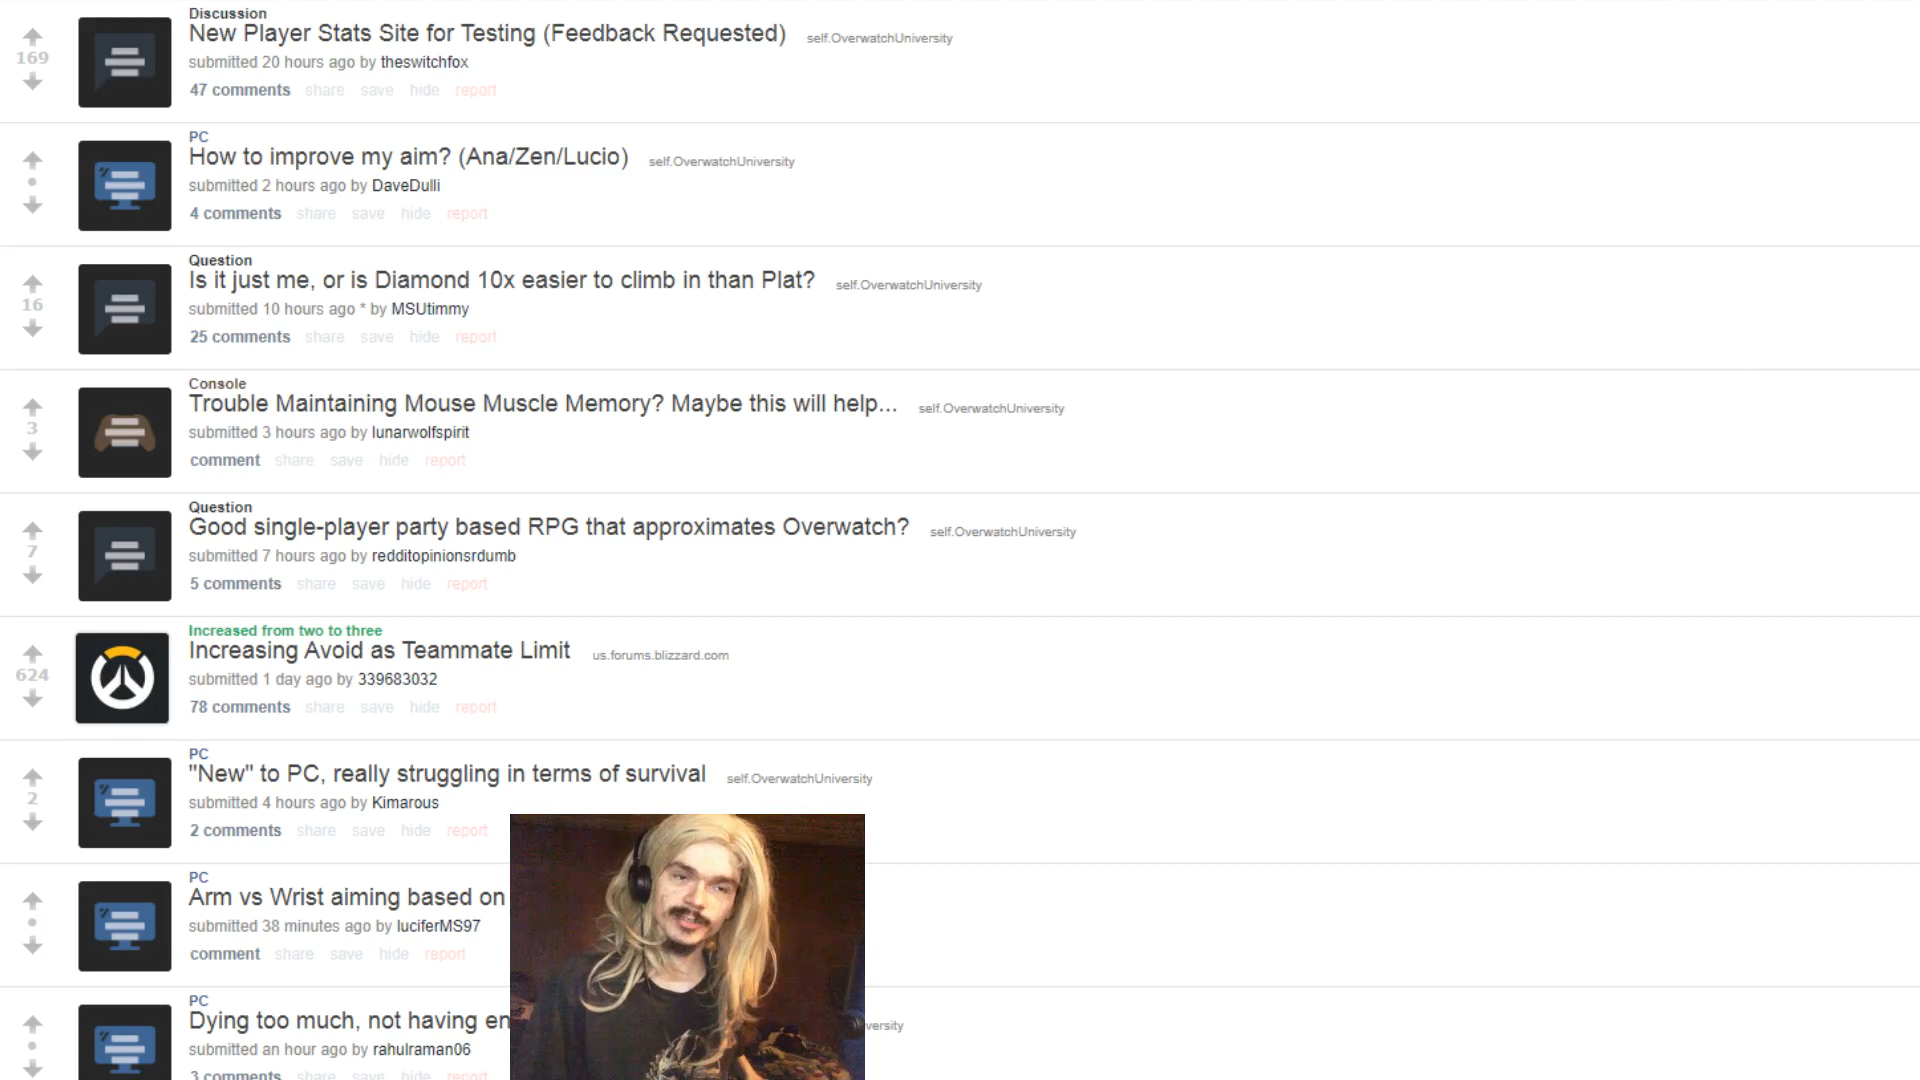 Discussion
New Player Stats Site for Testing (Feedback Requested) self.OverwatchUniversity
169
submitted 20 hours ago by theswitchfox
47 comments share save hide report
PC
How to improve my aim? (Ana/Zen/Lucio) self.OverwatchUniversity
submitted 2 hours ago by DaveDulli
4 comments share save hide report
Question
Is it just me, or is Diamond 10x easier to climb in than Plat? self.OverwatchUniversity
16
submitted 10 hours ago * by MSUtimmy
25 comments share save hide report
Console
Trouble Maintaining Mouse Muscle Memory? Maybe this will help... self.OverwatchUniversity
3
submitted 3 hours ago by lunarwolfspirit
comment share save hide report
Question
Good single-player party based RPG that approximates Overwatch? self.OverwatchUniversity
7
submitted 7 hours ago by redditopinionsrdumb
5 comments share save hide report
Increased from two to three
Increasing Avoid as Teammate Limit us.forums.blizzard.com
624
submitted 1 day ago by 339683032
78 comments share save hide report
PC
"New" to PC, really struggling in terms of survival self.OverwatchUniversity
2
submitted 4 hours ago by Kimarous
2 comments share save hide report
PC
Arm vs Wrist aiming based on
submitted 38 minutes ago by luciferMS97
comment share save hide report
PC
Dying too much, not having en versity
submitted an hour ago by rahulraman06
3 comments share save hide report